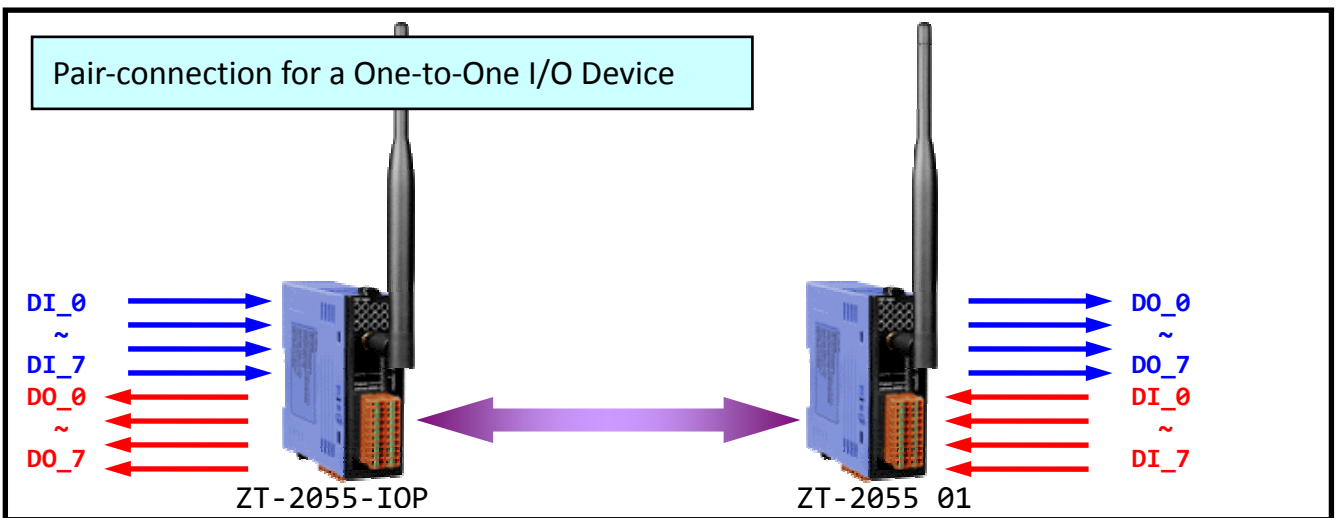 Pair-connection for a One-to-One I/O Device
DI_0
~
DI_7
DO_0
~
DO_7
DO_0
~
DO_7
DI_0
~
DI_7
ZT-2055-IOP
ZT-2055 01